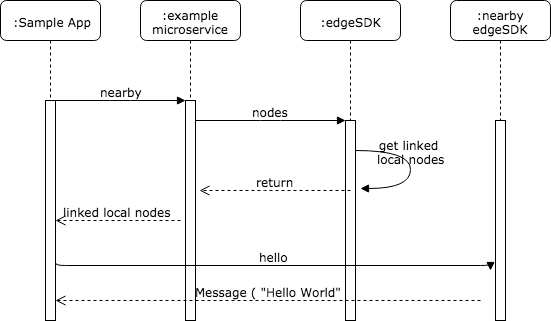 :Sample App
:example
microservice
:edgeSDK
:nearby
edgeSDK
nearby
nodes
get linked
local nodes
return
linked local nodes
hello
Message ( "Hello World"